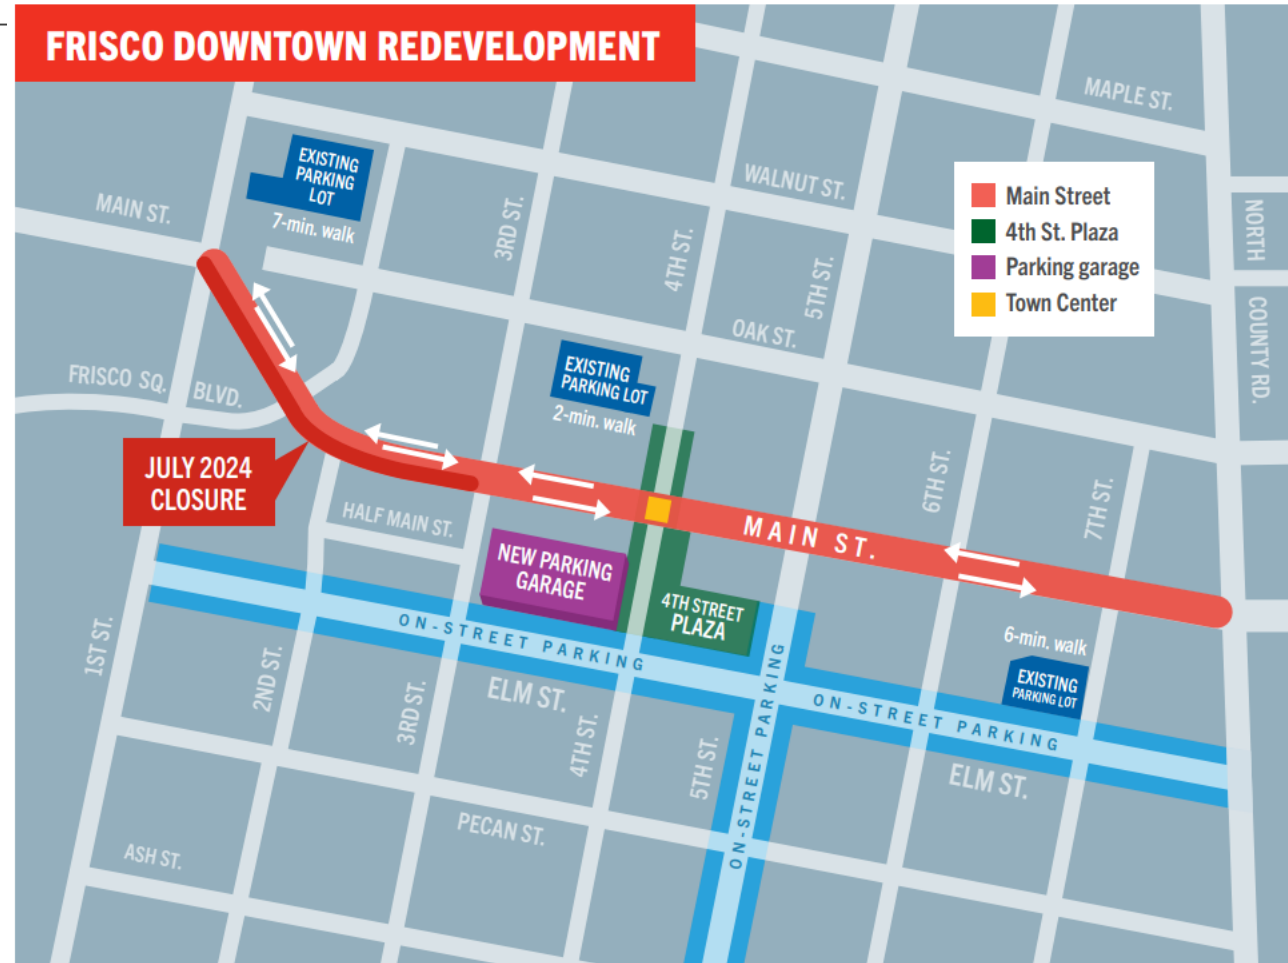 FRISCO DOWNTOWN REDEVELOPMENT
MAPLE ST.
EXISTING
PARKING
LOT
7-min. walk
MAIN ST.
WALNUT ST.
3RD ST.
4TH ST.
5TH ST.
Main Street
4th St. Plaza
Parking garage
Town Center
NORTH
COUNTY RD.
OAK ST.
FRISCO SQ.
BLVD.
EXISTING
PARKING LOT
2-min. walk
JULY 2024
CLOSURE
HALF MAIN ST.
MAIN ST.
6TH ST.
7TH ST.
NEW PARKING
GARAGE
4TH STREET
PLAZA
6-min. walk
EXISTING
PARKING LOT
ON-STREET PARKING
ON-STREET PARKING
ON-STREET PARKING
1ST ST.
2ND ST.
3RD ST.
ELM ST.
4TH ST.
5TH ST.
ELM ST.
PECAN ST.
ASH ST.